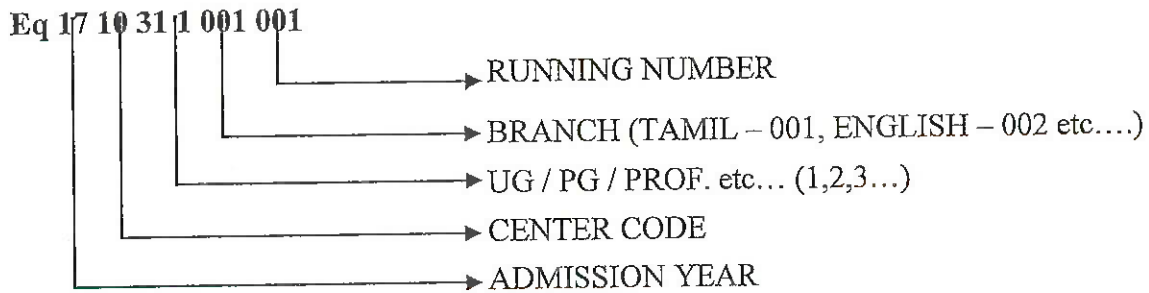 Eq 17 10 31 1 001 001
RUNNING NUMBER
BRANCH (TAMIL – 001, ENGLISH – 002 etc….)
UG / PG / PROF. etc… (1,2,3…)
CENTER CODE
ADMISSION YEAR